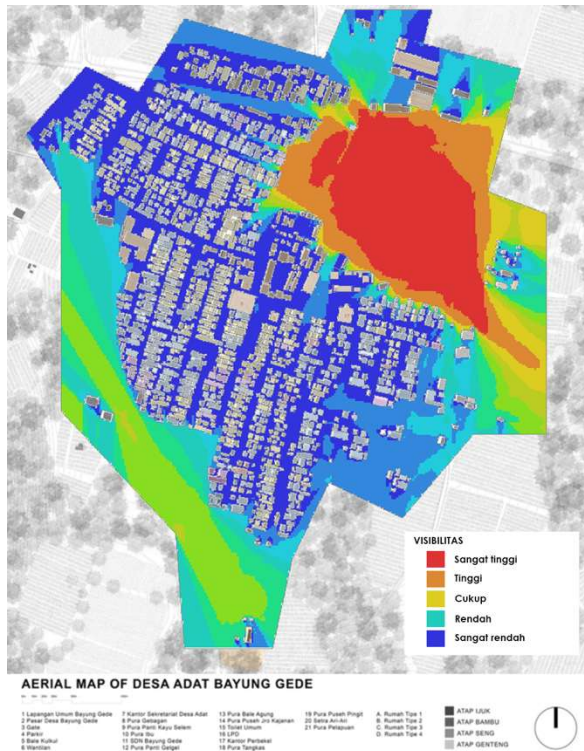 VISIBILITAS
Sangat tinggi
Tinggi
Cukup
Rendah
Sangat rendah
AERIAL MAP OF DESA ADAT BAYUNG GEDE
1 Lapangan Umum Bayung Gede
2 Pasar Desa Bayung Gede
3 Gate
4 Parkir
5 Bale Kulkul
6 Wantilan
7 Kantor Sekretariat Desa Adat
8 Pura Gebagan
9 Pura Panti Kayu Selem
10 Pura Ibu
11 SDN Bayung Gede
12 Pura Panti Gelgel
13 Pura Bale Agung
14 Pura Puseh Jro Kajanan
15 Toilet Umum
16 LPD
17 Kantor Perbekel
18 Pura Tangkas
19 Pura Puseh Pingit
20 Setra Ari-Ari
21 Pura Pelapuan
A. Rumah Tipe 1
B. Rumah Tipe 2
C. Rumah Tipe 3
D. Rumah Tipe 4
ATAP IJUK
ATAP BAMBU
ATAP SENG
ATAP GENTENG